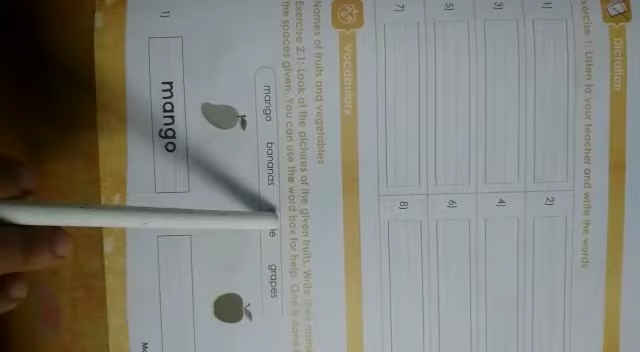 Dictation
Exercise 1: Listen to your teacher and write the words
1) 2)
3) 4)
5) 6)
7) 8)
Vocabulary
Names of fruits and vegetables
Exercise 2.1: Look at the pictures of the given fruits. Write their
the spaces given. You can use the word box for help. One is done
mango bananas grapes
1) mango